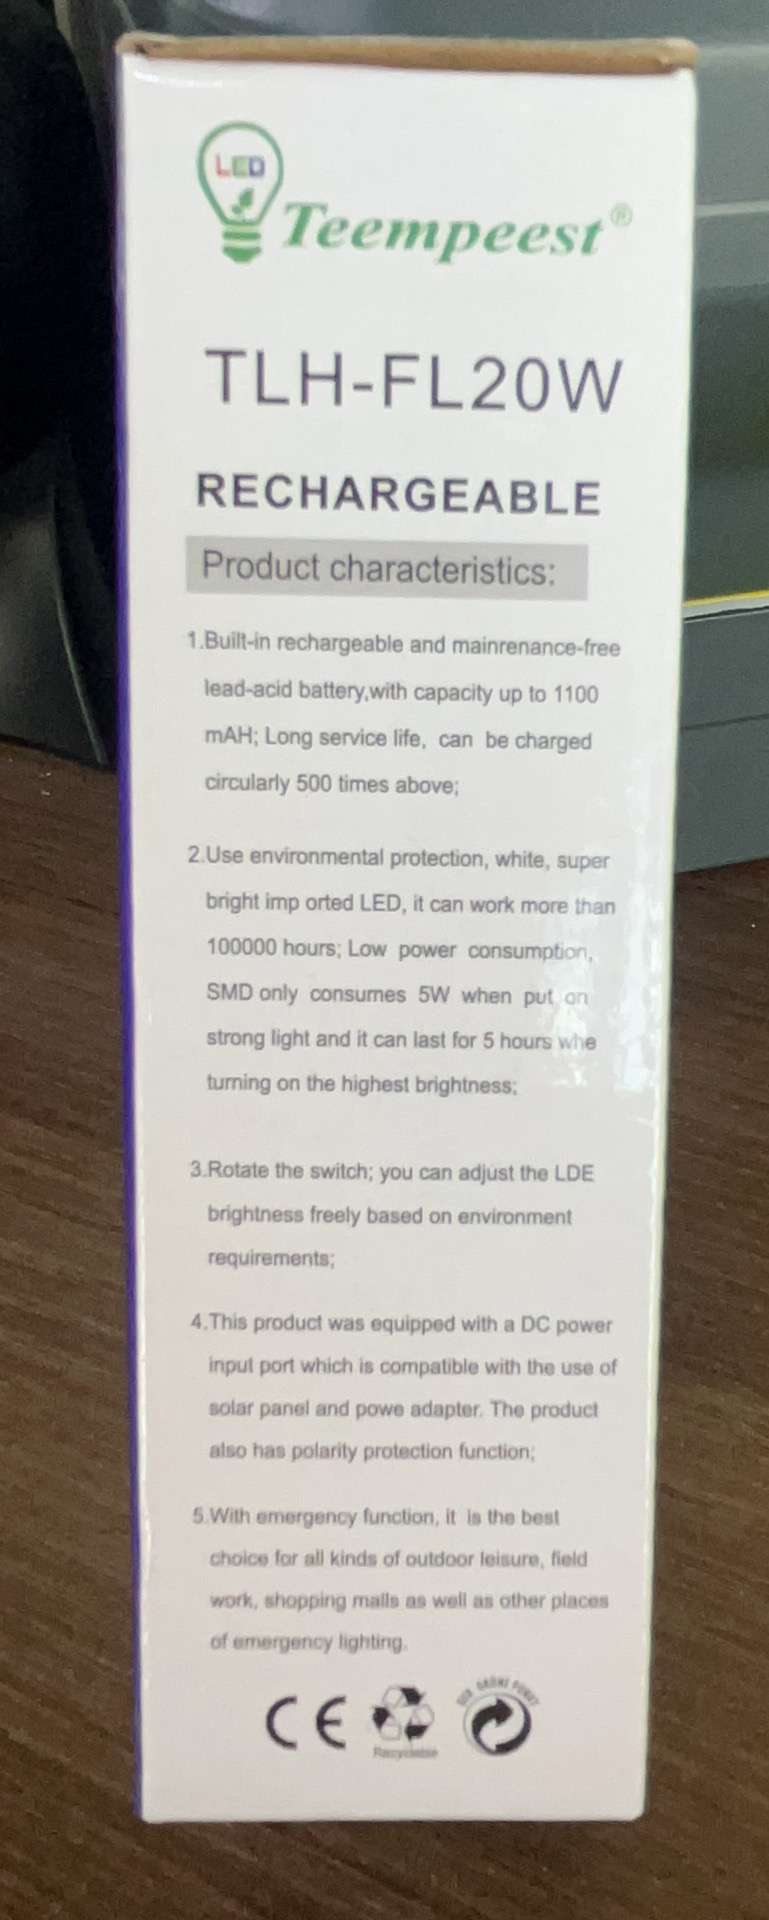 LED
Teempeest®
TLH-FL20W
RECHARGEABLE
Product characteristics:
1.Built-in rechargeable and mainrenance-free
lead-acid battery,with capacity up to 1100
mAH; Long service life, can be charged
circularly 500 times above;
2.Use environmental protection, white, super
bright imp orted LED, it can work more than
100000 hours; Low power consumption,
SMD only consumes 5W when put on
strong light and it can last for 5 hours whe
turning on the highest brightness;
3.Rotate the switch; you can adjust the LDE
brightness freely based on environment
requirements;
4.This product was equipped with a DC power
input port which is compatible with the use of
solar panel and powe adapter. The product
also has polarity protection function;
5.With emergency function, it is the best
choice for all kinds of outdoor leisure, field
work, shopping malls as well as other places
of emergency lighting.
CE
Recyclable